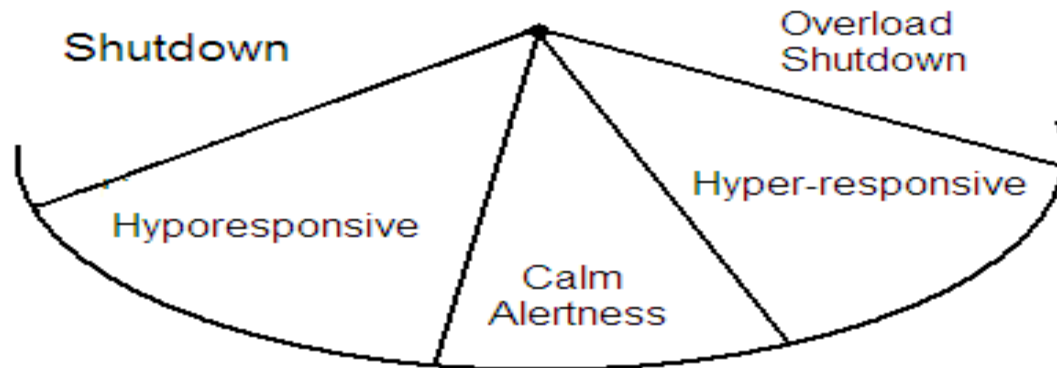 Shutdown
Overload
Shutdown
Hyporesponsive
Calm
Alertness
Hyper-responsive